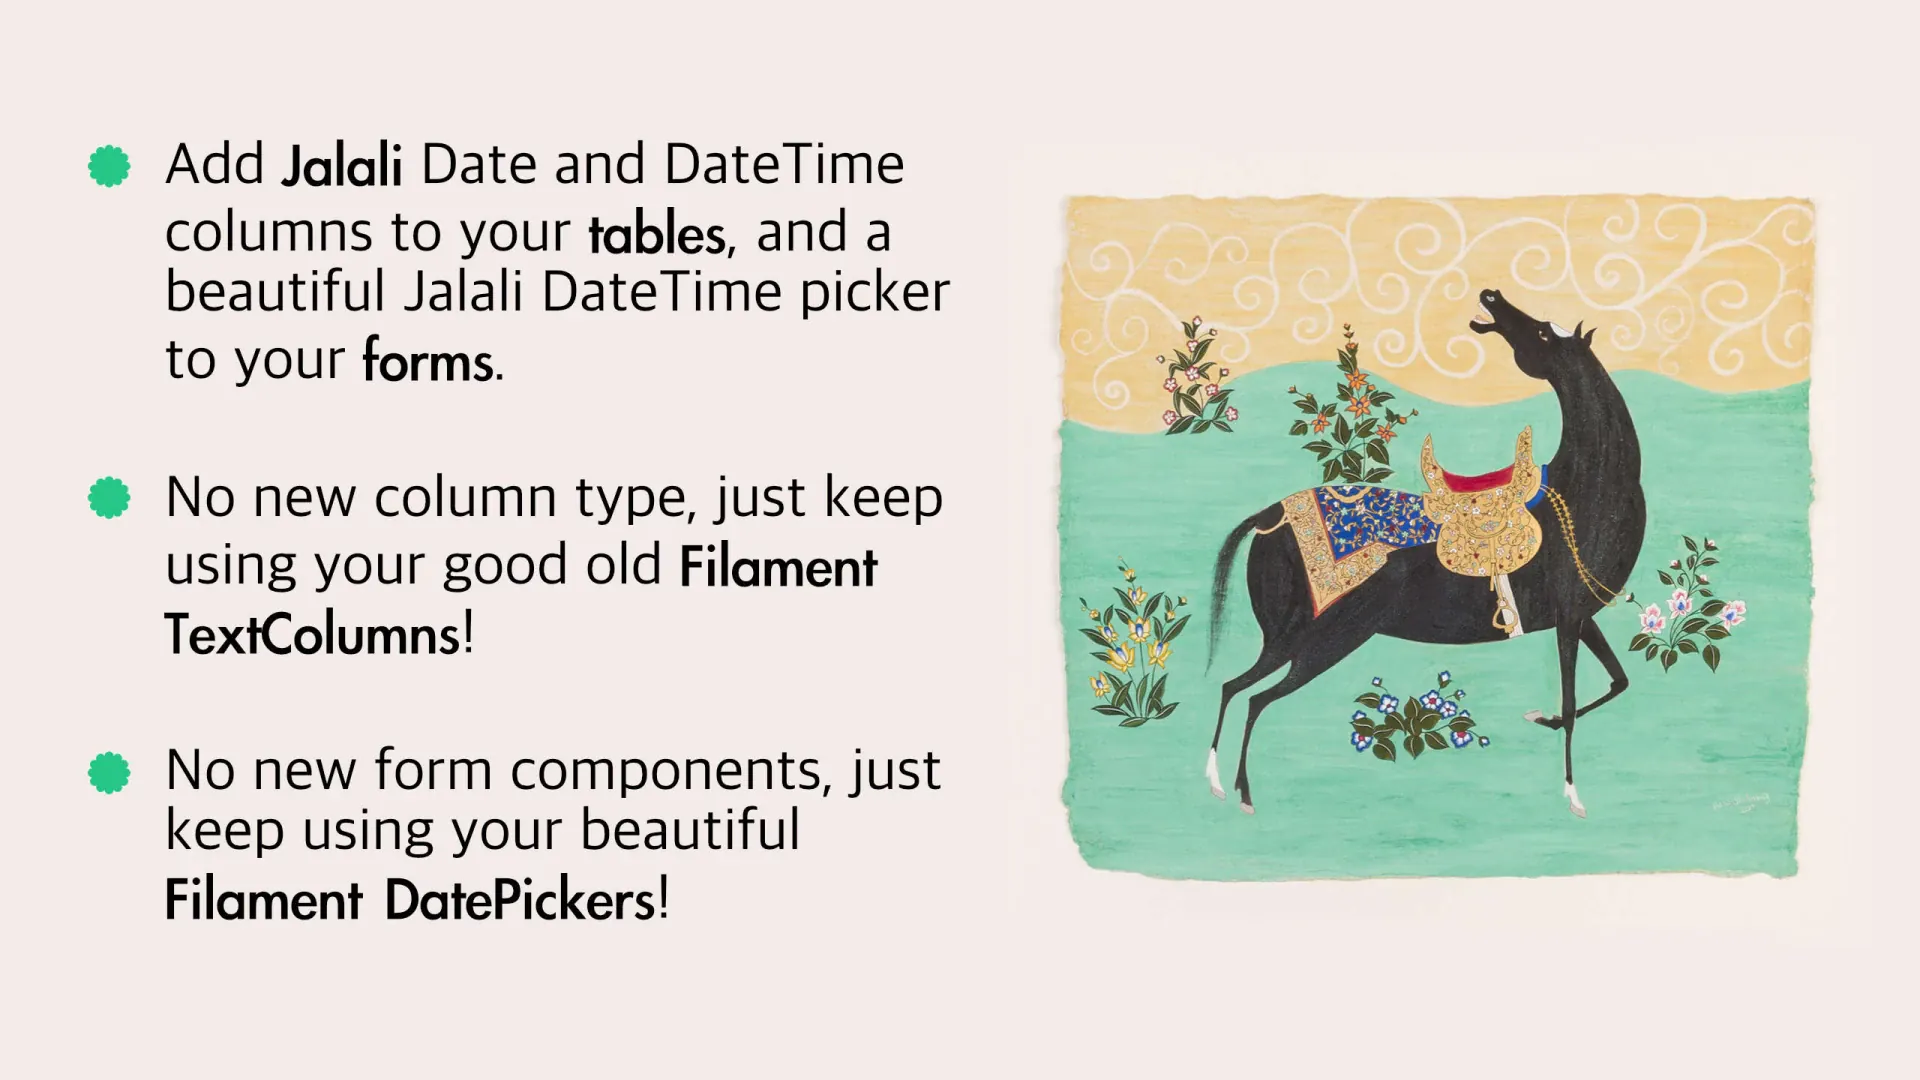 Add Jalali Date and DateTime
columns to your tables, and a
beautiful Jalali DateTime picker
to your forms.
No new column type, just keep
using your good old Filament
TextColumns!
No new form components, just
keep using your beautiful
Filament DatePickers!